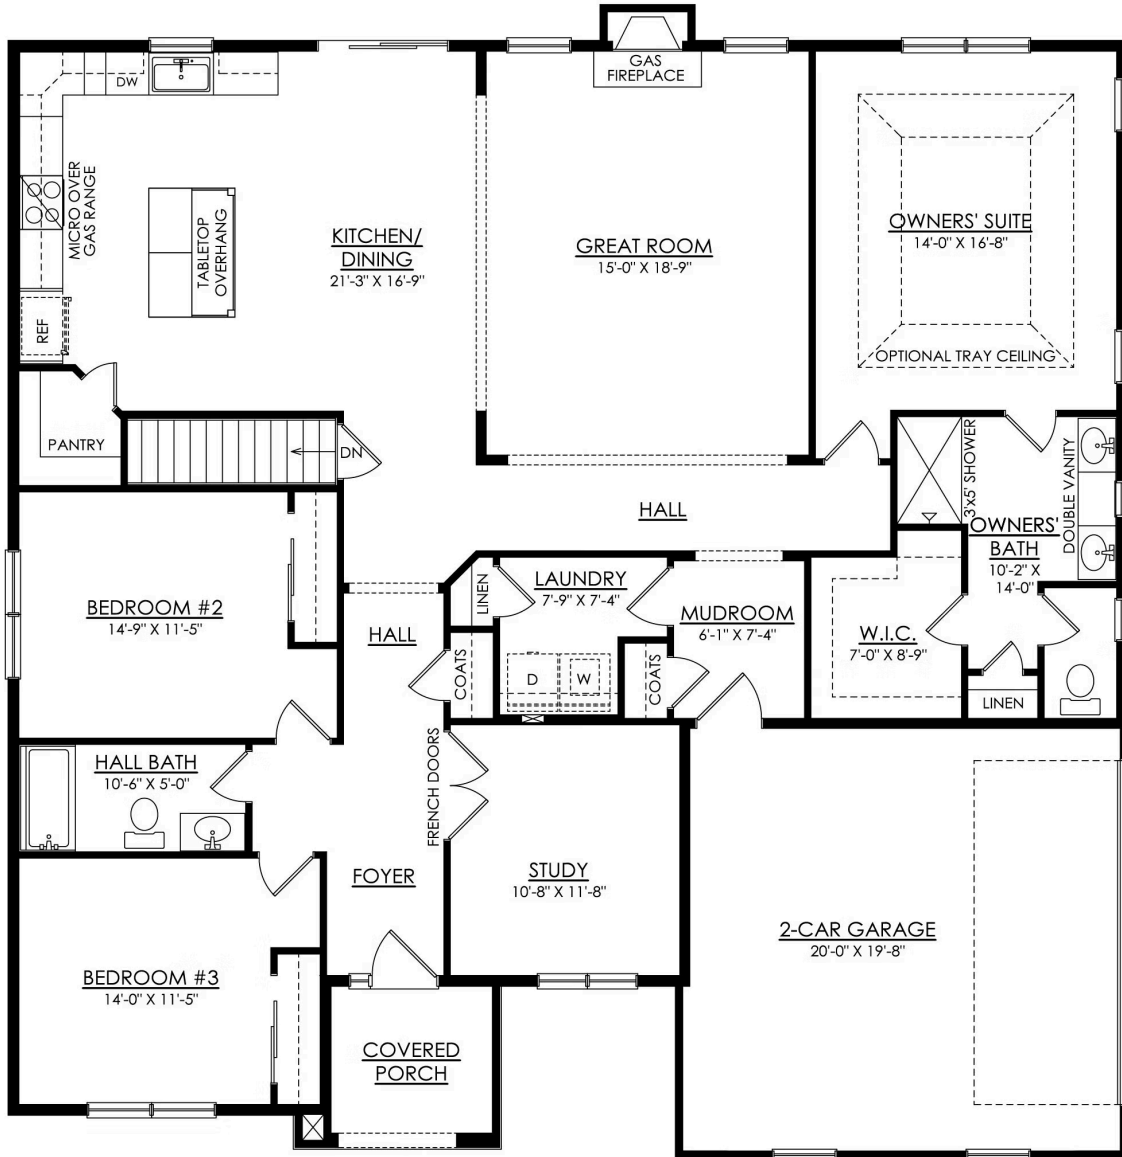 GAS
FIREPLACE
DW
MICRO OVER
GAS RANGE
TABLETOP
OVERHANG
REF
KITCHEN/
DINING
21'-3" X 16'-9"
GREAT ROOM
15'-0" X 18'-9"
OWNERS' SUITE
14'-0" X 16'-8"
OPTIONAL TRAY CEILING
PANTRY
DN
HALL
3'x5' SHOWER
DOUBLE VANITY
OWNERS'
BATH
10'-2" X
14'-0"
BEDROOM #2
14'-9" X 11'-5"
HALL
LINEN
LAUNDRY
7'-9" X 7'-4"
MUDROOM
6'-1" X 7'-4"
W.I.C.
7'-0" X 8'-9"
COATS
D
W
COATS
LINEN
HALL BATH
10'-6" X 5'-0"
FRENCH DOORS
FOYER
STUDY
10'-8" X 11'-8"
2-CAR GARAGE
20'-0" X 19'-8"
BEDROOM #3
14'-0" X 11'-5"
COVERED
PORCH